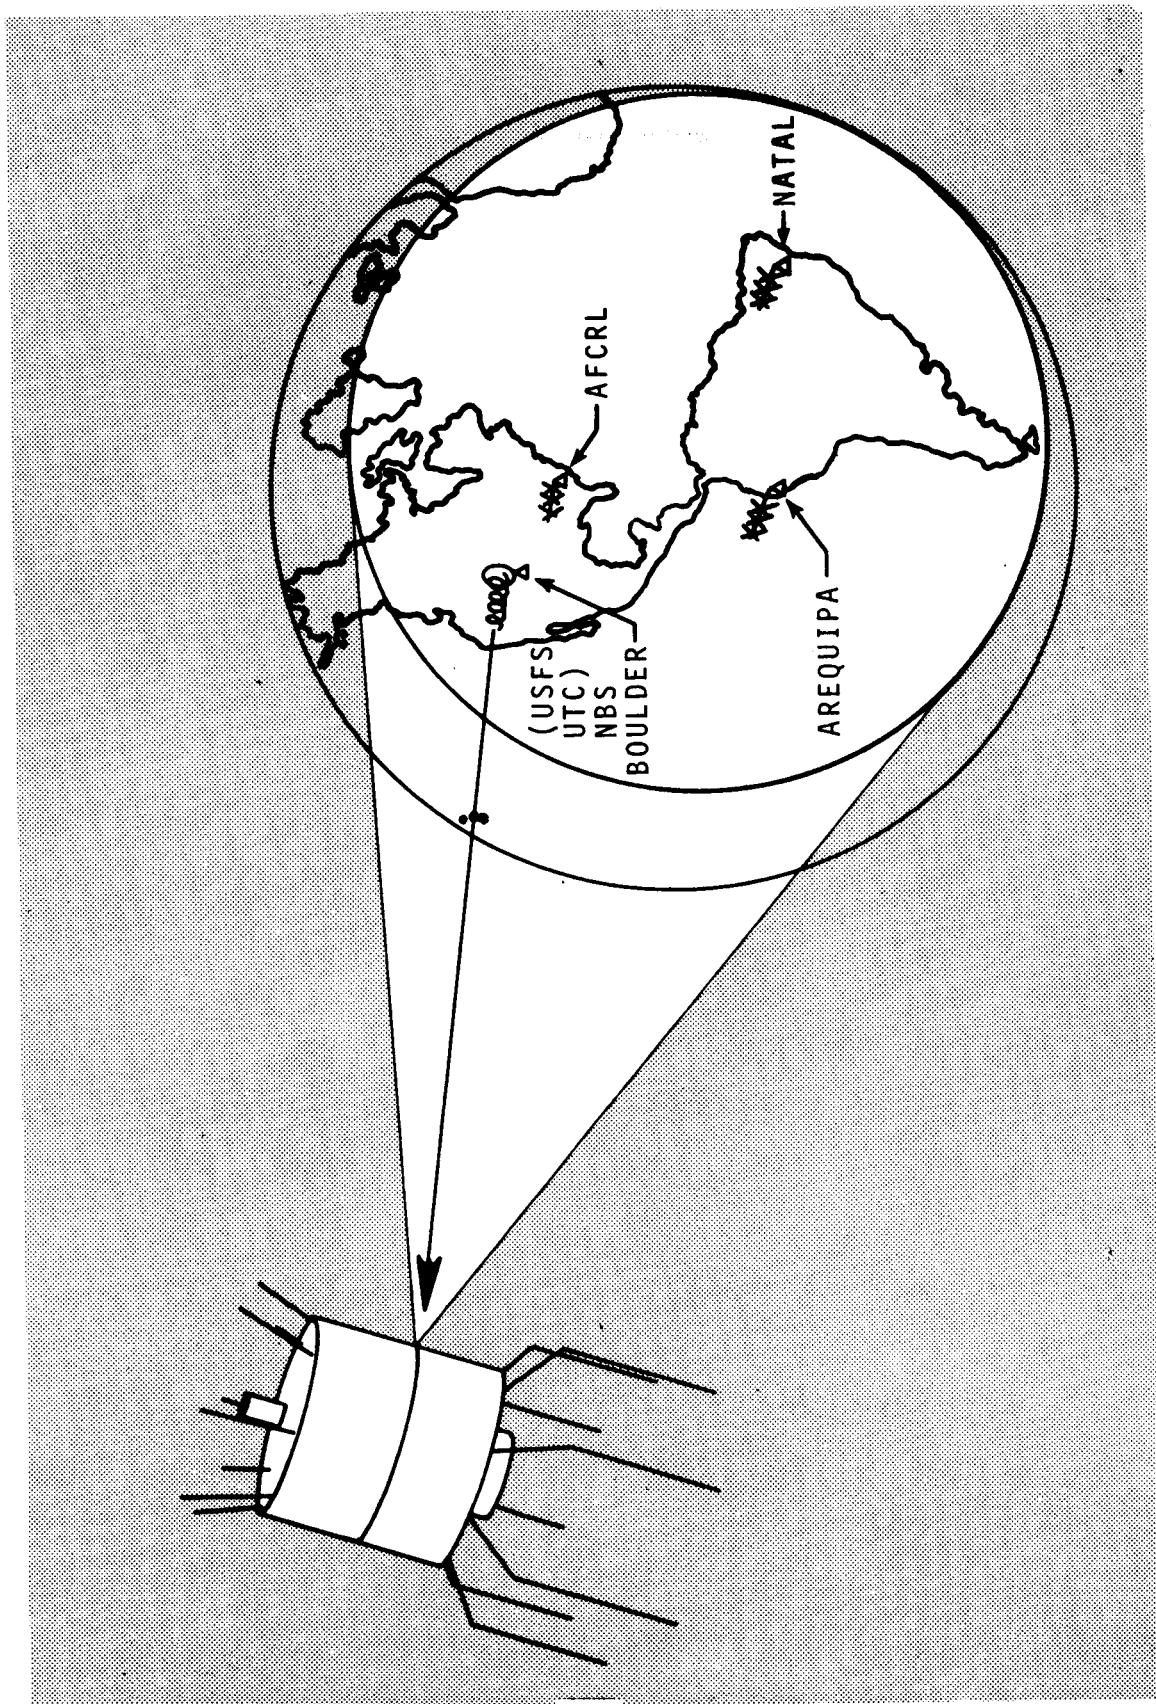 NATAL
AFCRL
(USFS
UTC)
NBS
BOULDER
AREQUIPA